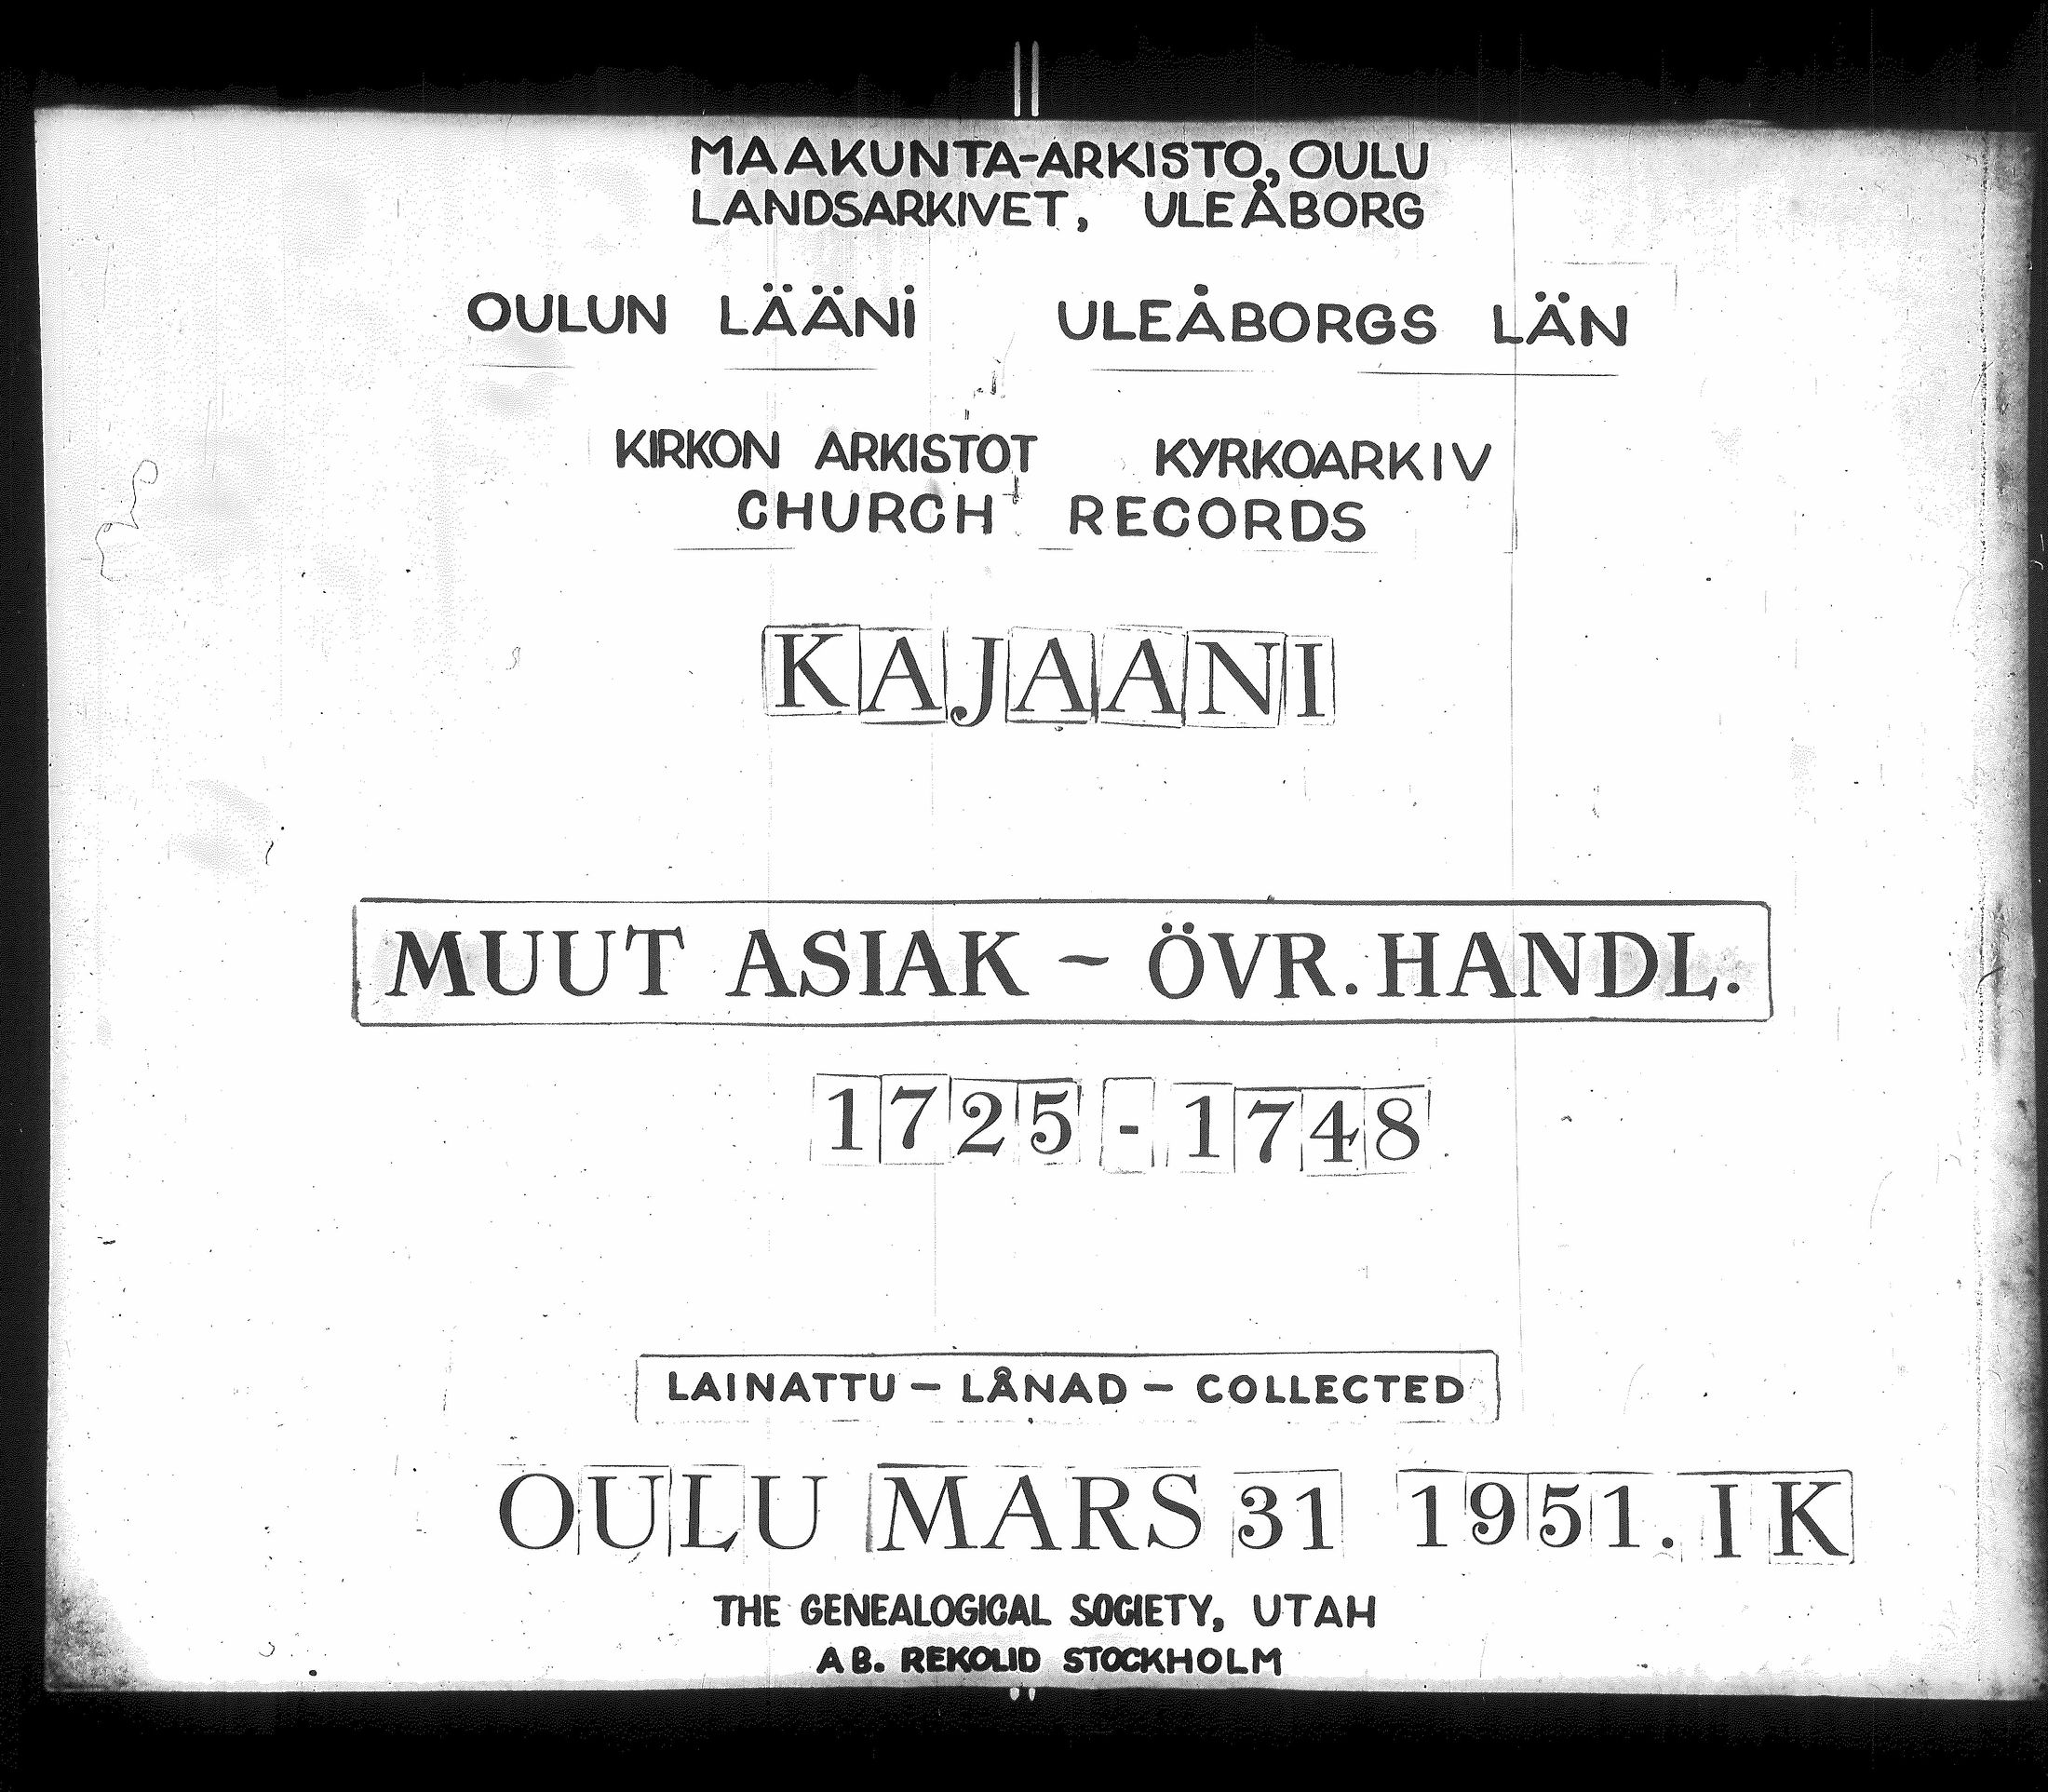 MAAKUNTA-ARKISTO, OULU
LANDSARKIVET, ULEÅBORG
OULUN LÄÄNI ULEÅBORGS LÄN
KIRKON ARKISTOT KYRKOARKIV
CHURCH RECORDS
KAJAANI
MUUT ASIAK ~ ÖVR. HANDL.
1725-1748
LAINATTU – LÅNAD – COLLECTED
OULU MARS 31 1951. IK
THE GENEALOGICAL SOCIETY, UTAH
AB. REKOLID STOCKHOLM